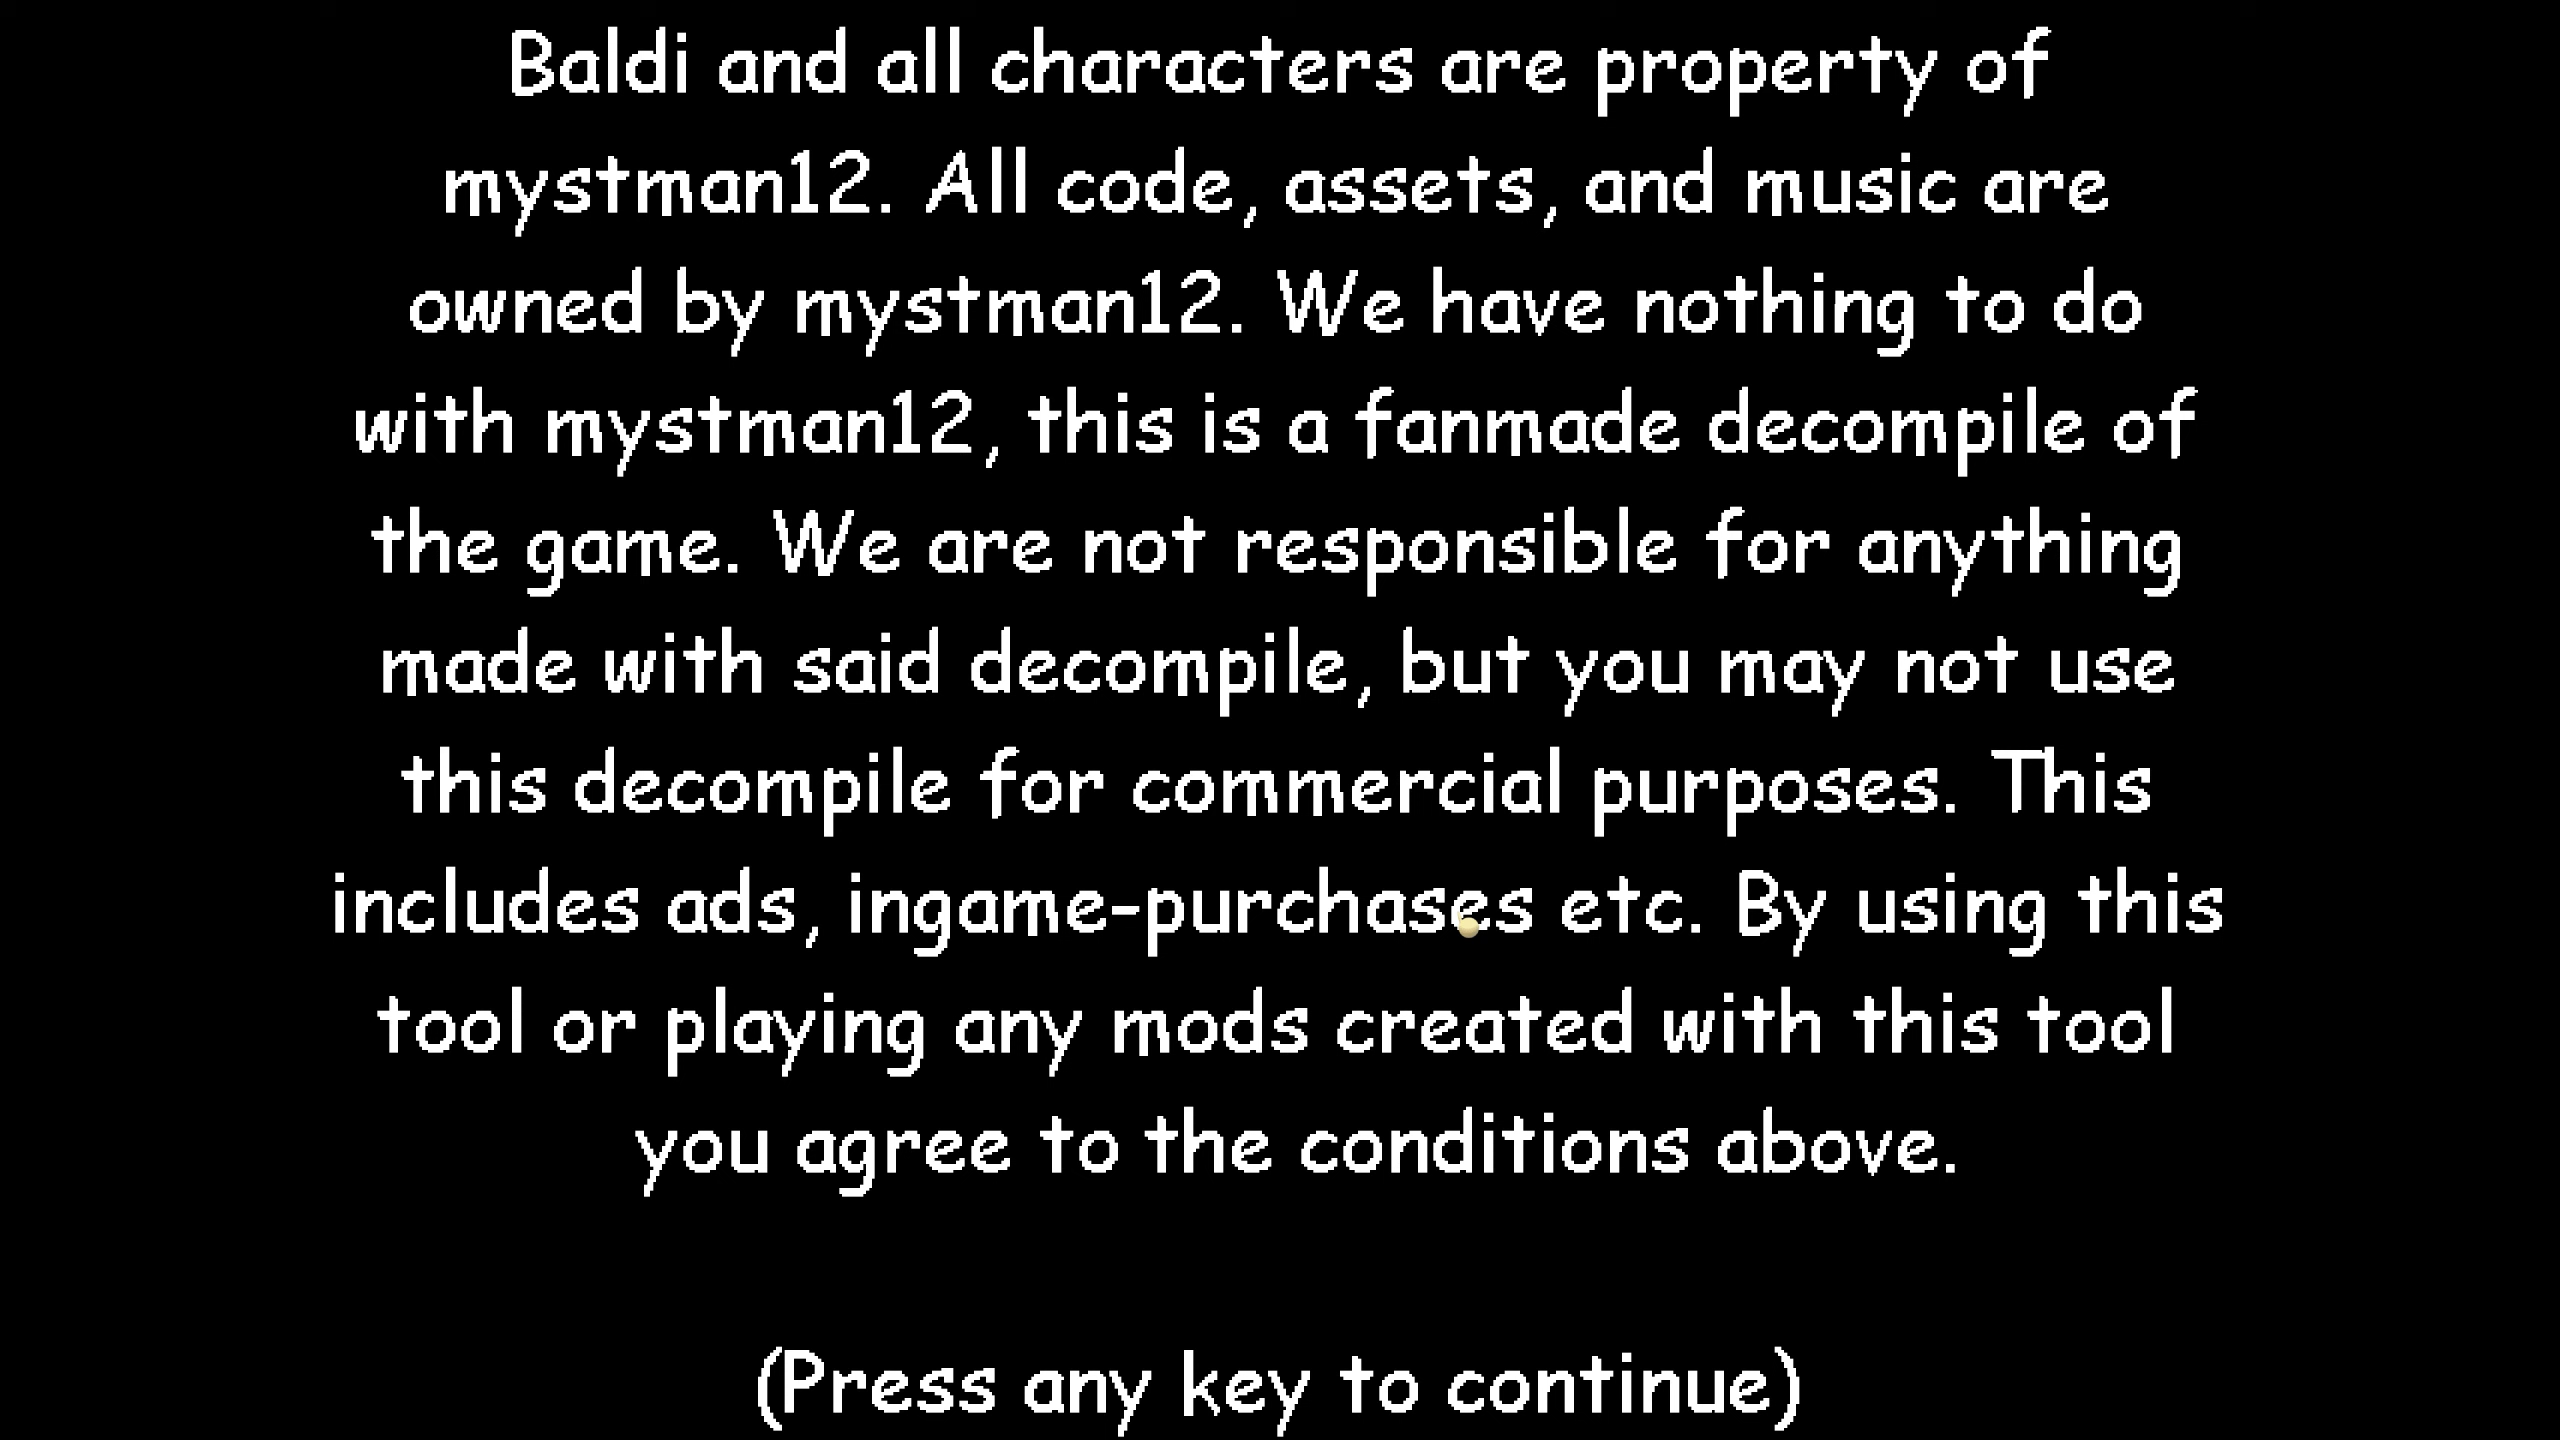 Baldi and all characters are property of
mystman12. All code, assets, and music are
owned by mystman12. We have nothing to do
with mystman12, this is a fanmade decompile of
the game. We are not responsible for anything
made with said decompile, but you may not use
this decompile for commercial purposes. This
includes ads, ingame-purchases etc. By using this
tool or playing any mods created with this tool
you agree to the conditions above.
(Press any key to continue)